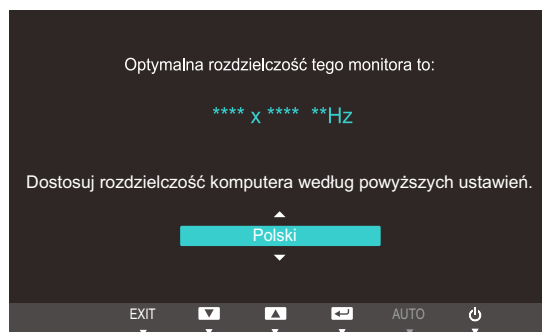 Optymalna rozdzielczość tego monitora to:
**** x **** **Hz
Dostosuj rozdzielczość komputera według powyższych ustawień.
Polski
EXIT AUTO